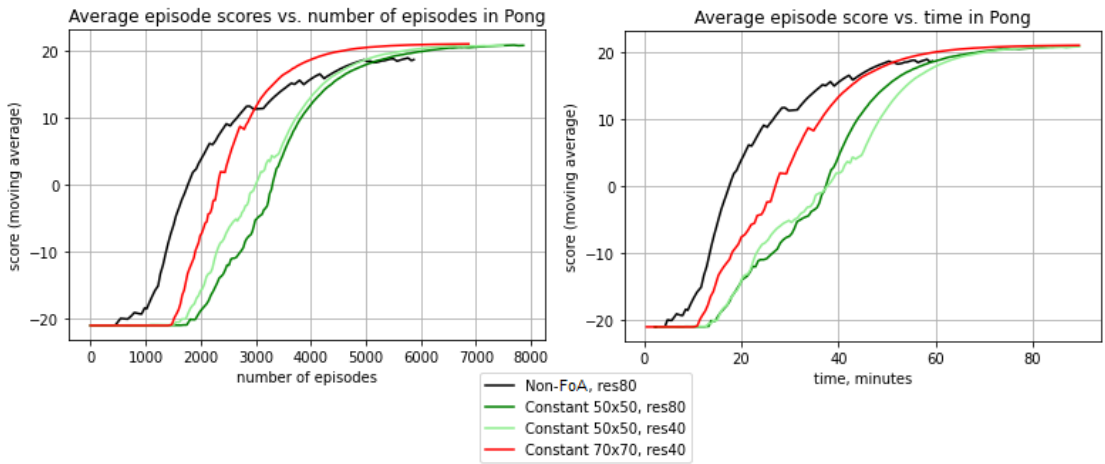 Average episode scores vs. number of episodes in Pong
20
10
0
−10
−20
score (moving average)
0 1000 2000 3000 4000 5000 6000 7000 8000
number of episodes
Average episode score vs. time in Pong
20
10
0
−10
−20
score (moving average)
0 20 40 60 80
time, minutes
Non-FoA, res80
Constant 50x50, res80
Constant 50x50, res40
Constant 70x70, res40